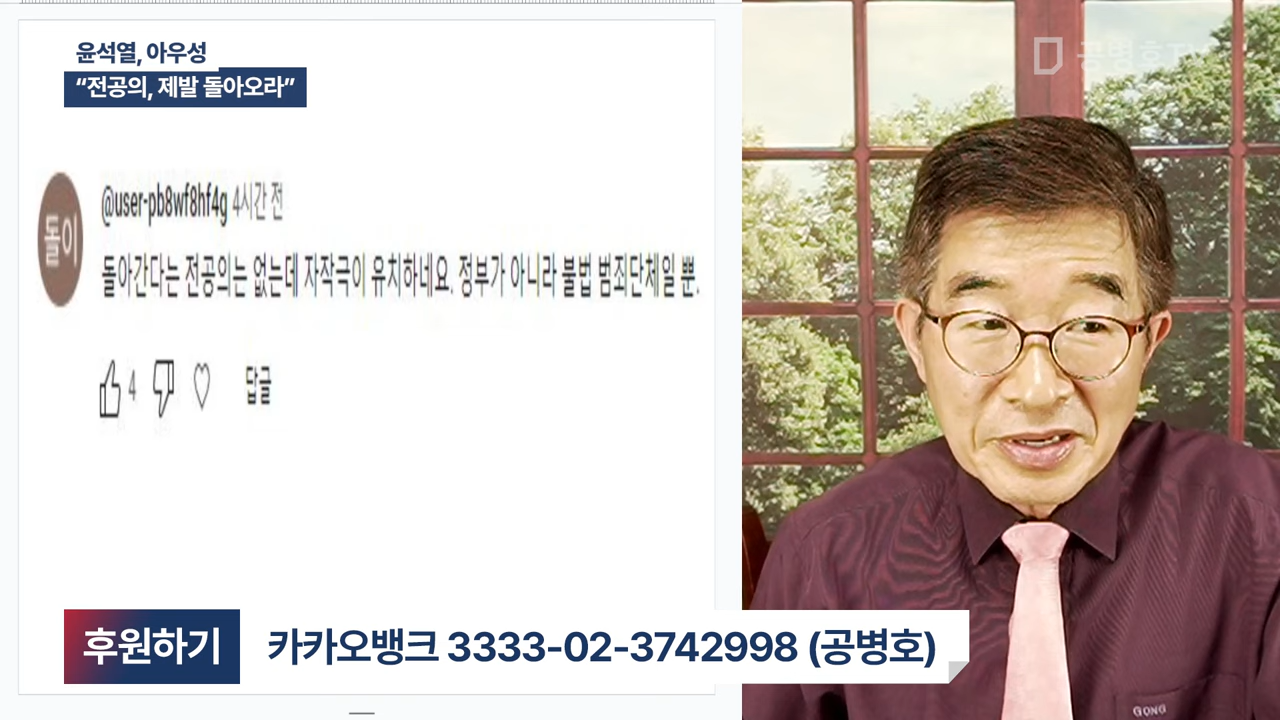 윤석열, 아우성
“전공의, 제발 돌아오라”
공병호TV
돌이
@user-pb8wf8hf4g 4시간 전
돌아간다는 전공의는 없는데 자작극이 유치하네요. 정부가 아니라 불법 범죄단체일 뿐.
4 답글
후원하기
카카오뱅크 3333-02-3742998 (공병호)
GONG